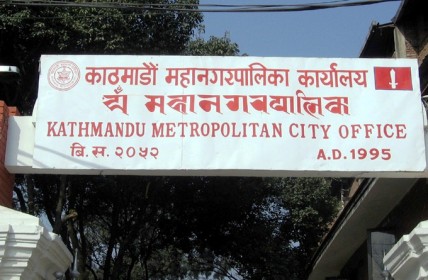 काठमाडौं महानगरपालिका कार्यालय
KATHMANDU METROPOLITAN CITY OFFICE
बि.स. २०५२ A.D. 1995